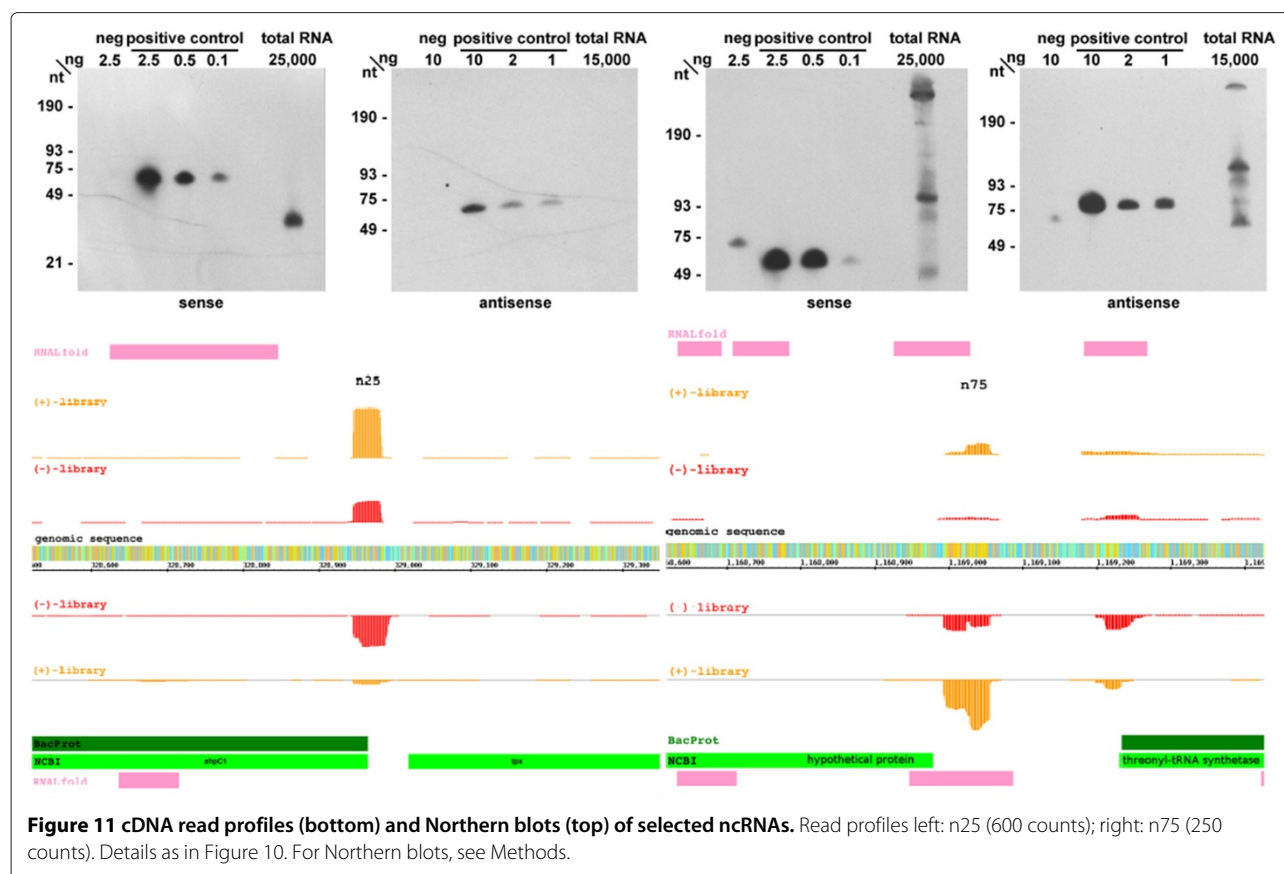 neg positive control total RNA
ng 2.5 2.5 0.5 0.1 25,000
nt
190 -
93 -
75 -
49 -
21 -
sense
neg positive control total RNA
ng 10 10 2 1 15,000
nt
190 -
93 -
75 -
49 -
antisense
neg positive control total RNA
ng 2.5 2.5 0.5 0.1 25,000
nt
190 -
93 -
75 -
49 -
sense
neg positive control total RNA
ng 10 10 2 1 15,000
nt
190 -
93 -
75 -
49 -
antisense
RNALfold
n25
(+)-library
(-)-library
genomic sequence
328,600 328,700 328,800 328,900 329,000 329,100 329,200 329,300
(-)-library
(+)-library
BacProt
NCBI ahpC1 tpx
RNALfold
RNALfold
(+)-library
n75
(-)-library
genomic sequence
1,168,700 1,168,800 1,168,900 1,169,000 1,169,100 1,169,200 1,169,300
(-)-library
(+)-library
BacProt
NCBI hypothetical protein threonyl-tRNA synthetase
RNALfold
Figure 11 cDNA read profiles (bottom) and Northern blots (top) of selected ncRNAs. Read profiles left: n25 (600 counts); right: n75 (250
counts). Details as in Figure 10. For Northern blots, see Methods.